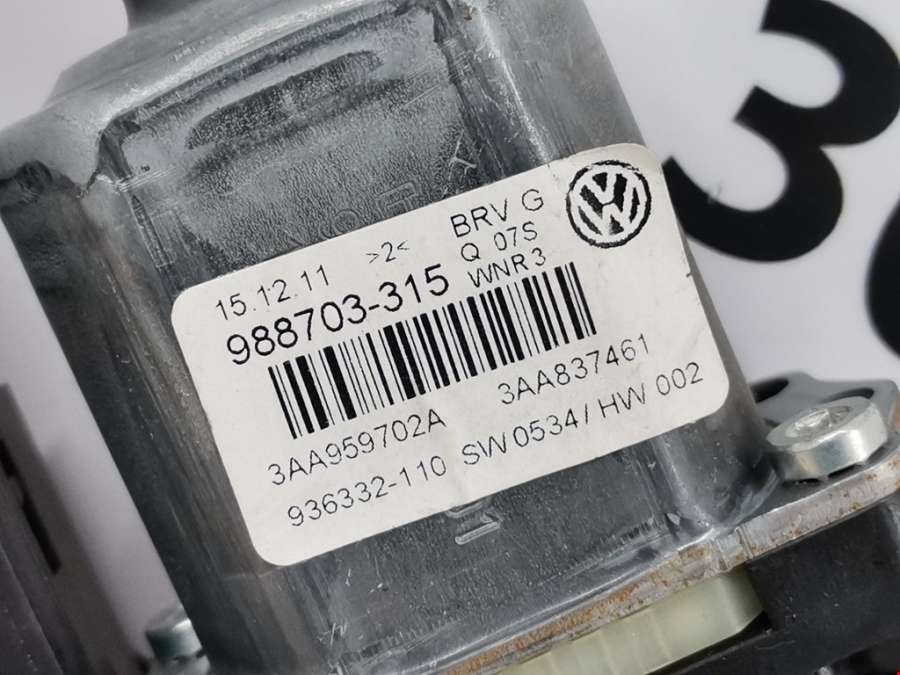 15.12.11 >2< BRV G
Q 07S
988703-315 WNR 3
3AA959702A 3AA837461
936332-110 SW 0534 / HW 002